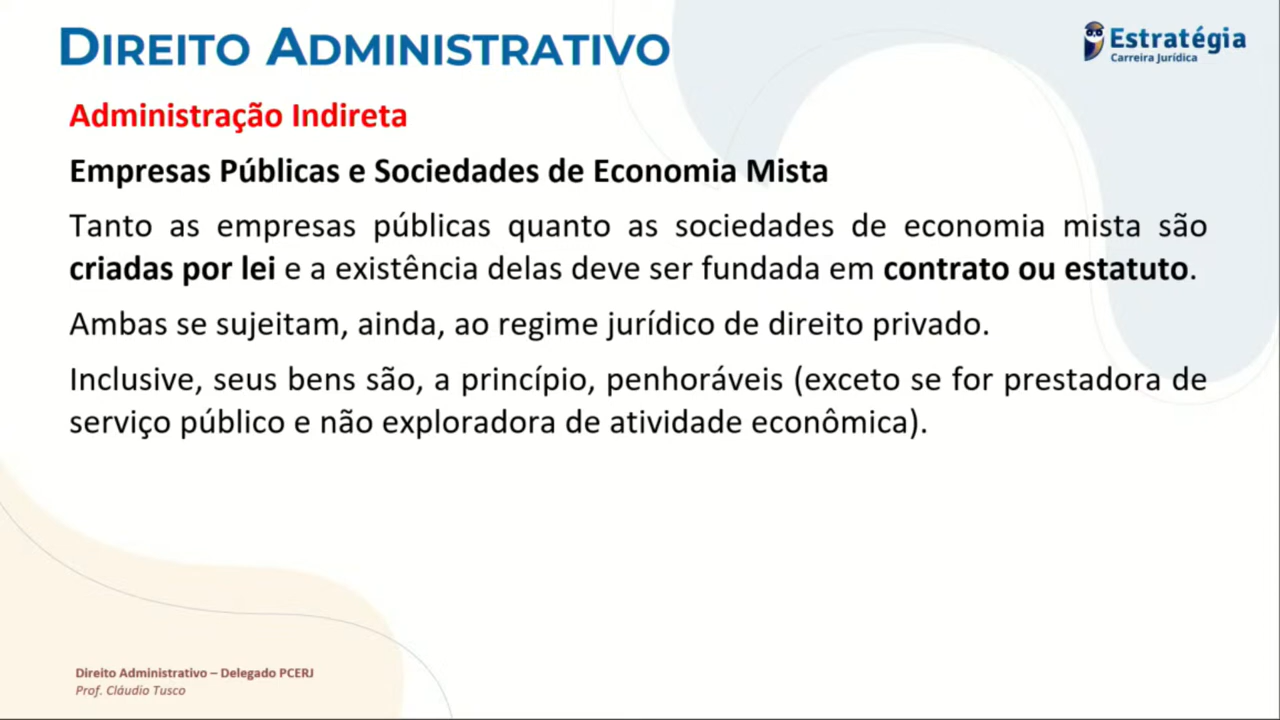 DIREITO ADMINISTRATIVO
Estratégia
Carreira Jurídica
Administração Indireta
Empresas Públicas e Sociedades de Economia Mista
Tanto as empresas públicas quanto as sociedades de economia mista são
criadas por lei e a existência delas deve ser fundada em contrato ou estatuto.
Ambas se sujeitam, ainda, ao regime jurídico de direito privado.
Inclusive, seus bens são, a princípio, penhoráveis (exceto se for prestadora de
serviço público e não exploradora de atividade econômica).
Direito Administrativo – Delegado PCERJ
Prof. Cláudio Tusco